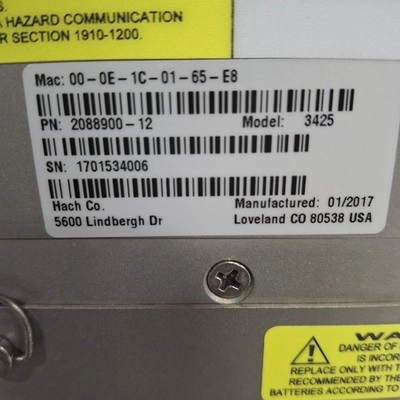 S.
A HAZARD COMMUNICATION
R SECTION 1910-1200.
Mac: 00-0E-1C-01-65-E8
PN: 2088900-12 Model: 3425
SN: 1701534006
Hach Co. Manufactured: 01/2017
5600 Lindbergh Dr Loveland CO 80538 USA
WA
DANGER OF
IS INCOR
REPLACE ONLY WITH T
RECOMMENDED BY THE
BATTERIES ACCORDING TO